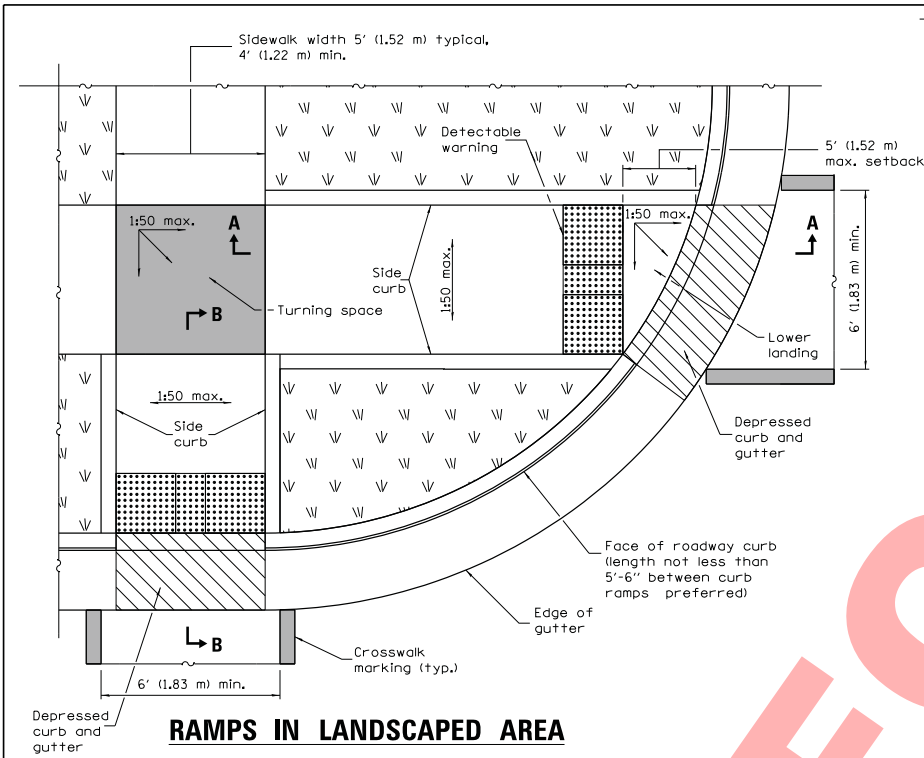 Sidewalk width 5' (1.52 m) typical,
4' (1.22 m) min.
Detectable
warning
5' (1.52 m)
max. setback
1:50 max.
A
1:50 max.
A
Side
curb
1:50 max.
6' (1.83 m) min.
B
Turning space
Lower
landing
1:50 max.
Side
curb
Depressed
curb and
gutter
Face of roadway curb
(length not less than
5'-6" between curb
ramps preferred)
Edge of
gutter
B
Crosswalk
marking (typ.)
6' (1.83 m) min.
Depressed
curb and
gutter
RAMPS IN LANDSCAPED AREA